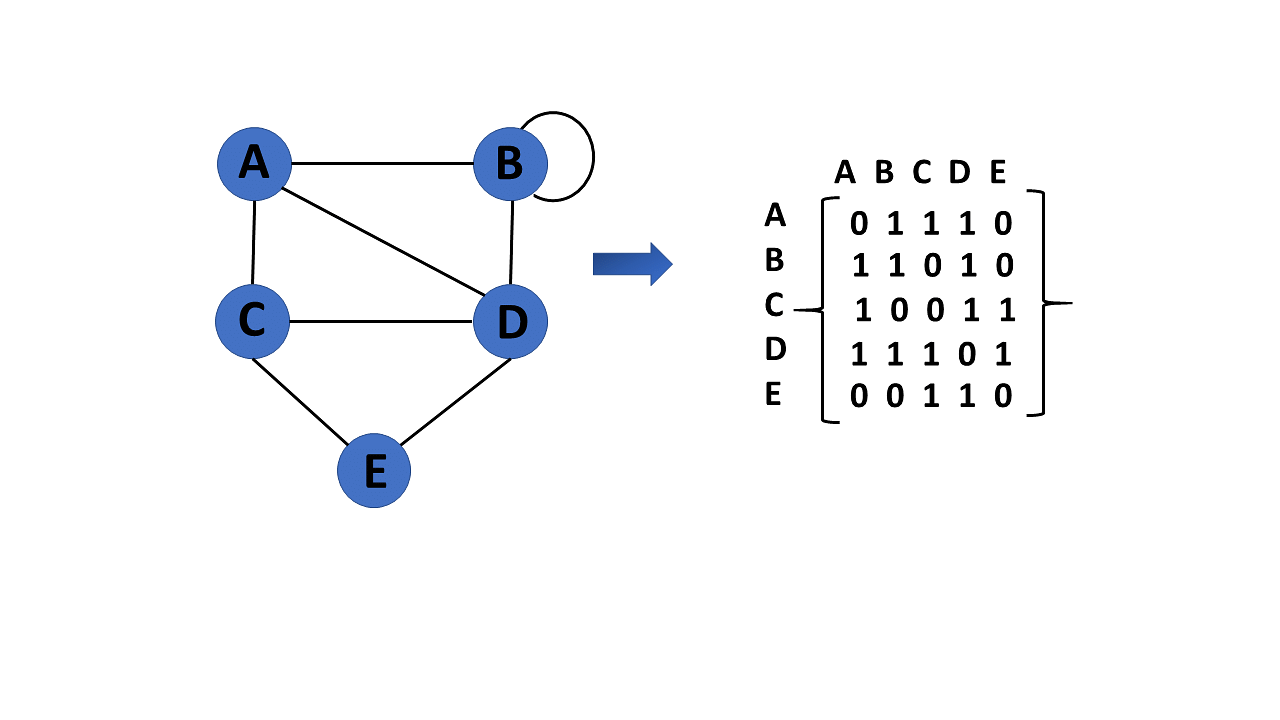 A B
C D
E
A B C D E
A 0 1 1 1 0
B 1 1 0 1 0
C 1 0 0 1 1
D 1 1 1 0 1
E 0 0 1 1 0